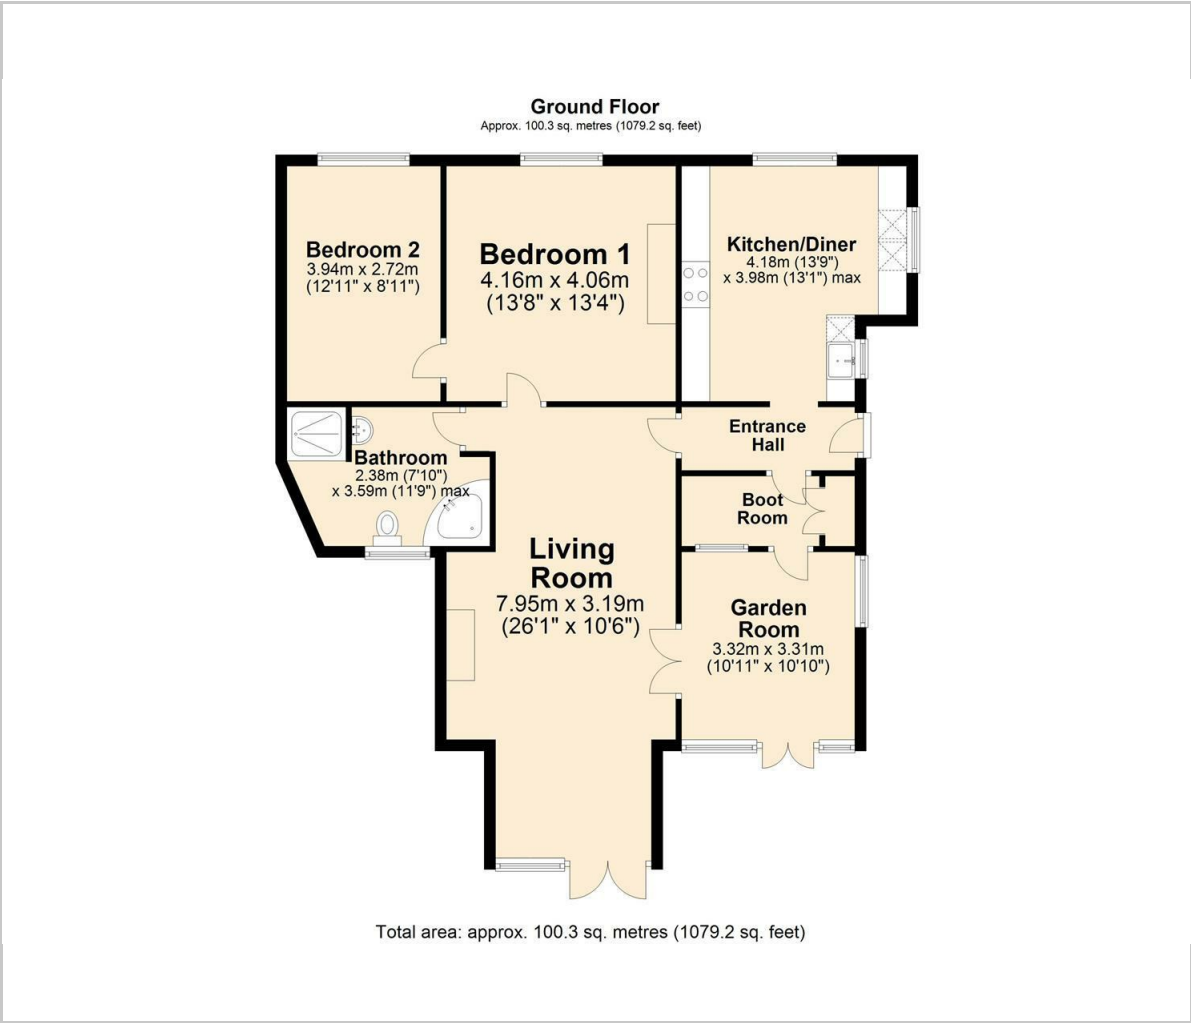 Ground Floor
Approx. 100.3 sq. metres (1079.2 sq. feet)
Bedroom 2
3.94m x 2.72m
(12'11" x 8'11")
Bedroom 1
4.16m x 4.06m
(13'8" x 13'4")
Kitchen/Diner
4.18m (13'9")
x 3.98m (13'1") max
Entrance
Hall
Bathroom
2.38m (7'10")
x 3.59m (11'9") max
Boot
Room
Living
Room
7.95m x 3.19m
(26'1" x 10'6")
Garden
Room
3.32m x 3.31m
(10'11" x 10'10")
Total area: approx. 100.3 sq. metres (1079.2 sq. feet)